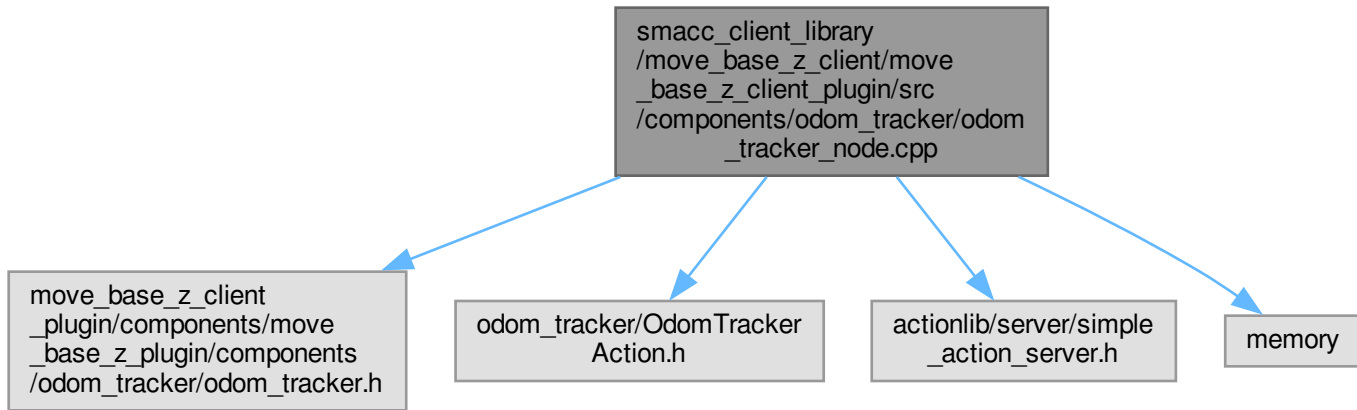 smacc_client_library
/move_base_z_client/move
_base_z_client_plugin/src
/components/odom_tracker/odom
_tracker_node.cpp
move_base_z_client
_plugin/components/move
_base_z_plugin/components
/odom_tracker/odom_tracker.h
odom_tracker/OdomTracker
Action.h
actionlib/server/simple
_action_server.h
memory